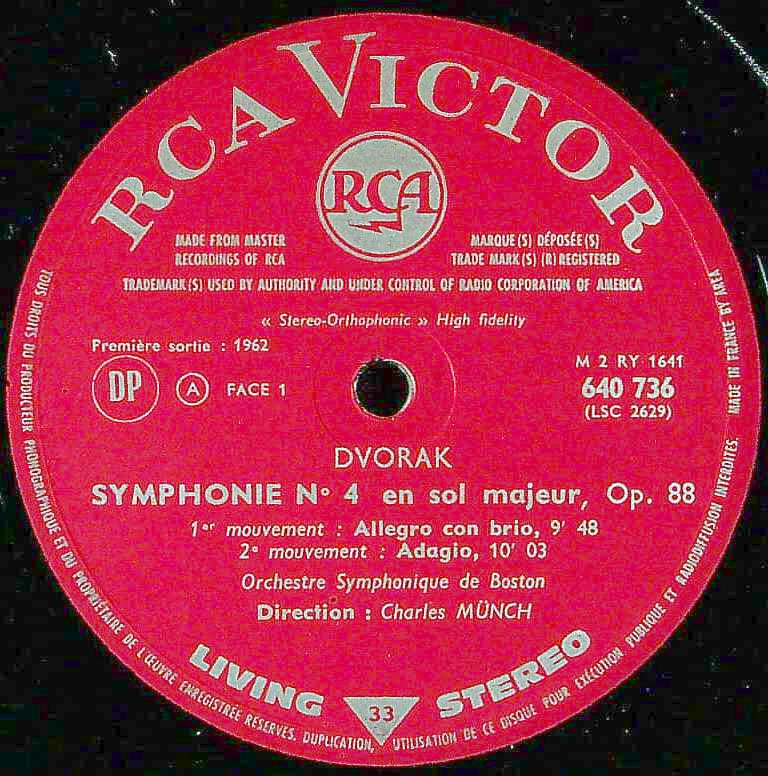 RCA VICTOR
RCA
MADE FROM MASTER
RECORDINGS OF RCA
MARQUE(S) DÉPOSÉE(S)
TRADE MARK(S) (R) REGISTERED
TRADEMARK(S) USED BY AUTHORITY AND UNDER CONTROL OF RADIO CORPORATION OF AMERICA
« Stereo-Orthophonic » High fidelity
Première sortie : 1962
DP A FACE 1
M 2 RY 1641
640 736
(LSC 2629)
DVORAK
SYMPHONIE N° 4 en sol majeur, Op. 88
1er mouvement : Allegro con brio, 9' 48
2e mouvement : Adagio, 10' 03
Orchestre Symphonique de Boston
Direction : Charles MÜNCH
LIVING STEREO
33
TOUS DROITS DU PRODUCTEUR PHONOGRAPHIQUE ET DU PROPRIÉTAIRE DE L'ŒUVRE ENREGISTRÉE RÉSERVÉS. DUPLICATION, UTILISATION DE CE DISQUE POUR EXÉCUTION PUBLIQUE ET RADIODIFFUSION INTERDITES. MADE IN FRANCE BY AREA